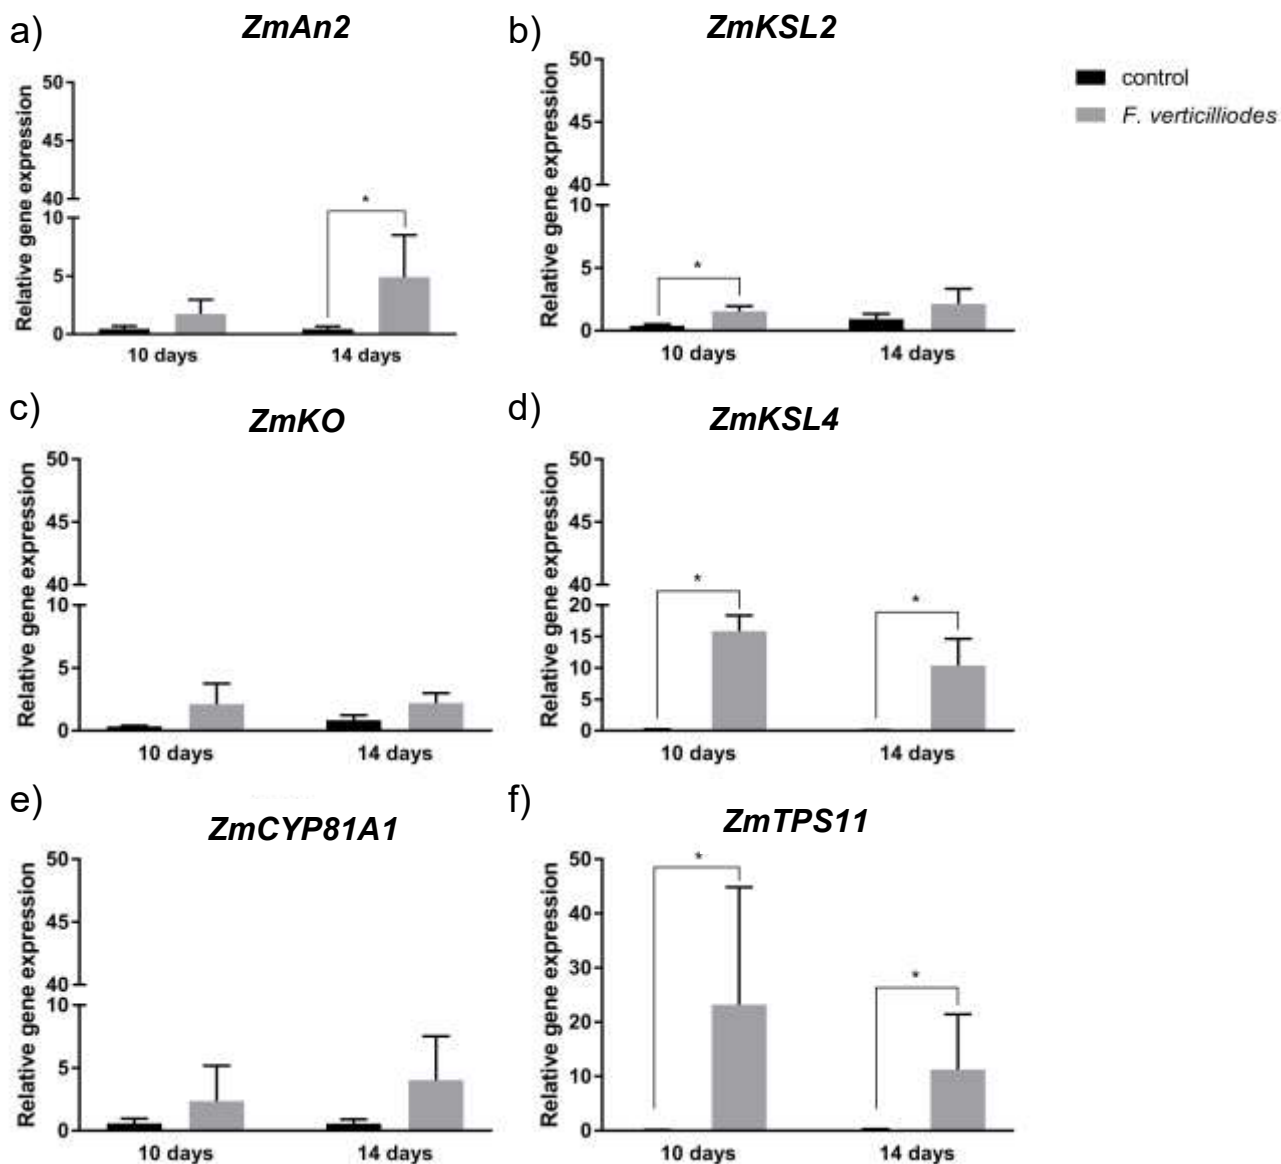 a)
ZmAn2
Relative gene expression
50
45
40
10
5
0
*
10 days
14 days
b)
ZmKSL2
Relative gene expression
50
45
40
10
5
0
*
10 days
14 days
control
F. verticilliodes
c)
ZmKO
Relative gene expression
50
45
40
10
5
0
10 days
14 days
d)
ZmKSL4
Relative gene expression
50
45
40
20
15
10
5
0
*
*
10 days
14 days
e)
ZmCYP81A1
Relative gene expression
50
45
40
10
5
0
10 days
14 days
f)
ZmTPS11
Relative gene expression
50
40
30
20
10
0
*
*
10 days
14 days